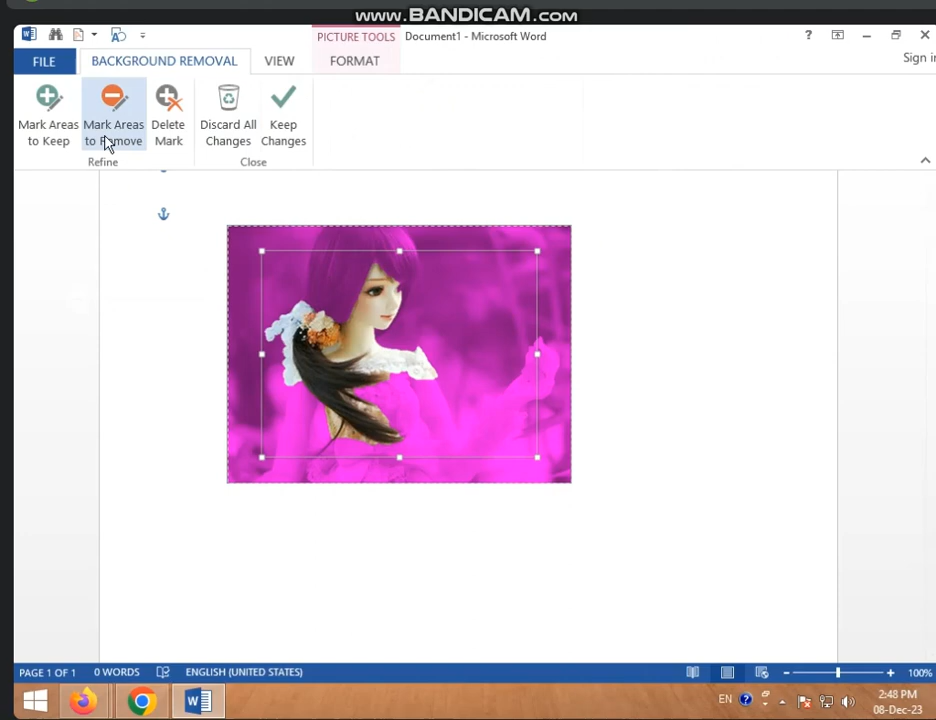 www.BANDICAM.com
PICTURE TOOLS
Document1 - Microsoft Word
?
FILE
BACKGROUND REMOVAL
VIEW
FORMAT
Sign in
Mark Areas
to Keep
Mark Areas
to Remove
Delete
Mark
Discard All
Changes
Keep
Changes
Refine
Close
PAGE 1 OF 1
0 WORDS
ENGLISH (UNITED STATES)
100%
EN
2:48 PM
08-Dec-23